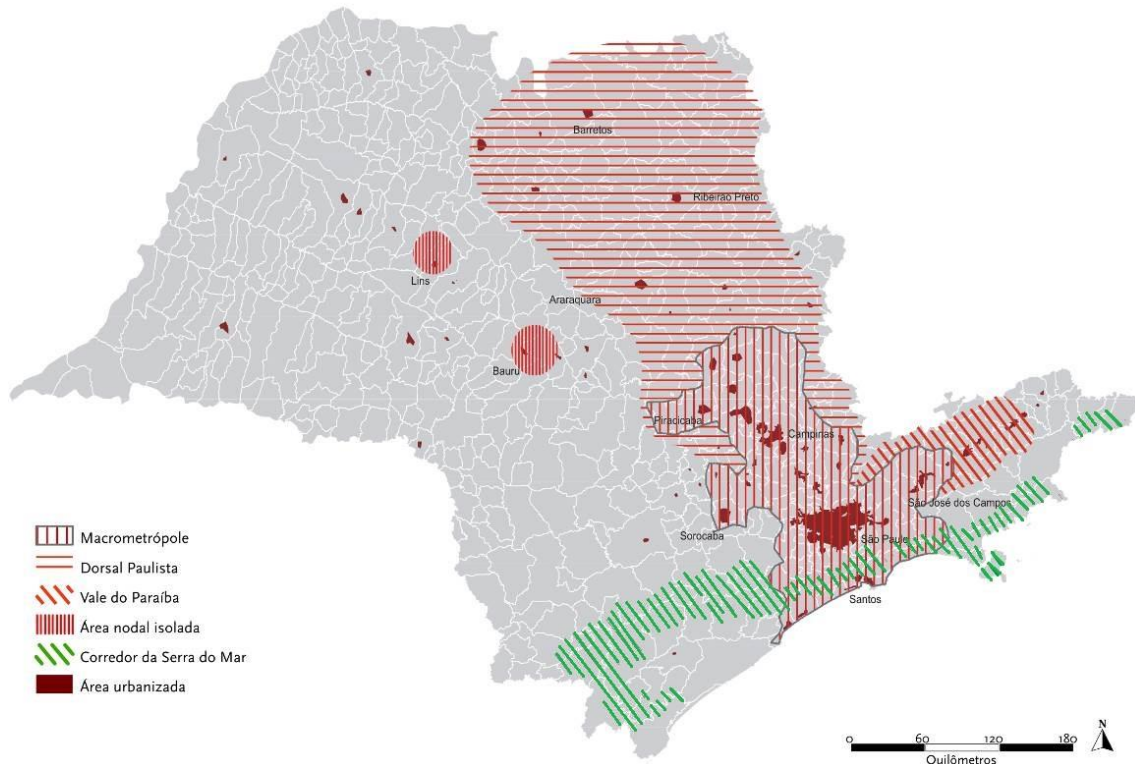 Barretos
Ribeirão Preto
Lins
Araraquara
Bauru
Piracicaba
Campinas
São José dos Campos
Sorocaba
São Paulo
Santos
Macrometrópole
Dorsal Paulista
Vale do Paraíba
Área nodal isolada
Corredor da Serra do Mar
Área urbanizada
N
0 60 120 180
Quilômetros